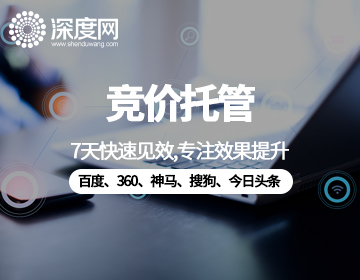 深度网
www.shenduwang.com
竞价托管
7天快速见效,专注效果提升
百度、360、神马、搜狗、今日头条